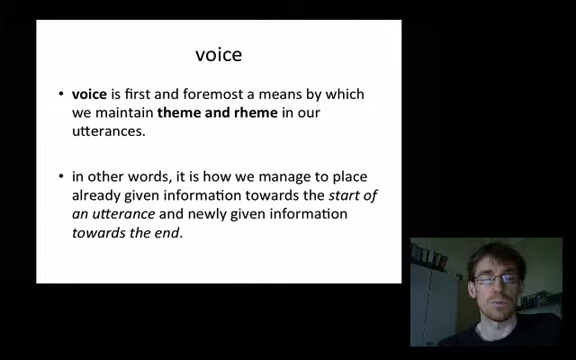 voice
• voice is first and foremost a means by which
we maintain theme and rheme in our
utterances.
• in other words, it is how we manage to place
already given information towards the start of
an utterance and newly given information
towards the end.